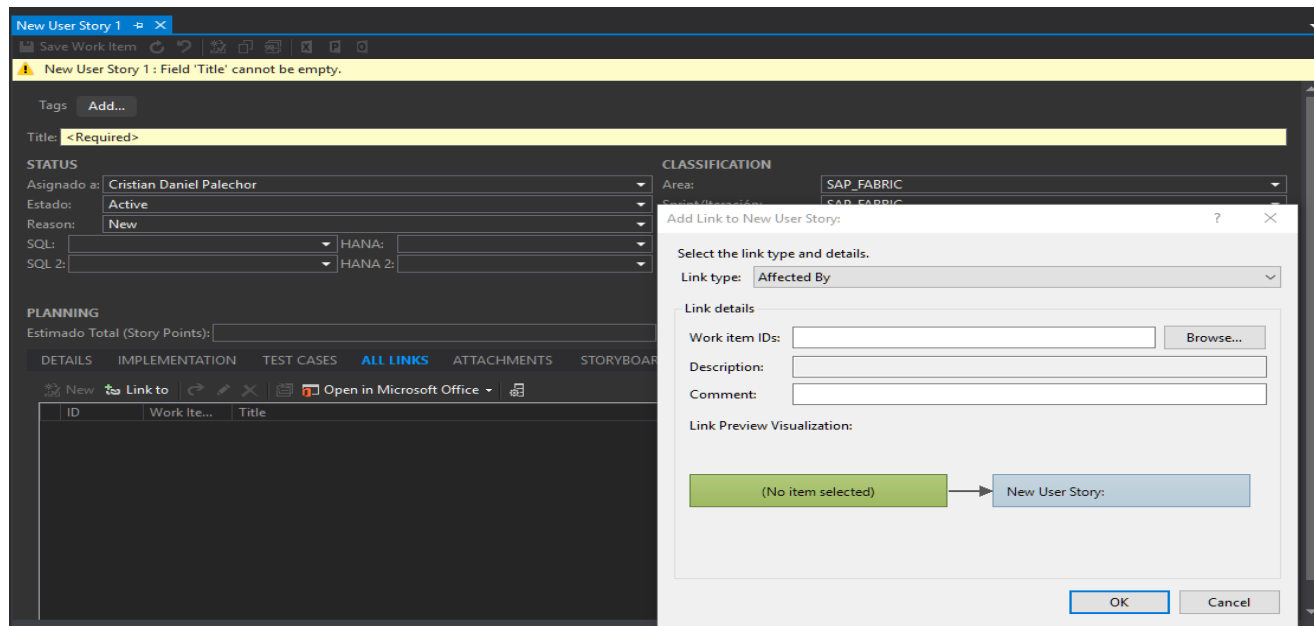 New User Story 1
Save Work Item
New User Story 1 : Field 'Title' cannot be empty.
Tags Add...
Title: <Required>
STATUS
Asignado a: Cristian Daniel Palechor
Estado: Active
Reason: New
SQL: HANA:
SQL 2: HANA 2:
PLANNING
Estimado Total (Story Points):
DETAILS IMPLEMENTATION TEST CASES ALL LINKS ATTACHMENTS STORYBOAR
New Link to Open in Microsoft Office
ID Work Ite... Title
CLASSIFICATION
Area: SAP_FABRIC
Sprint/Iteración: SAP_FABRIC
Add Link to New User Story:
Select the link type and details.
Link type: Affected By
Link details
Work item IDs: Browse...
Description:
Comment:
Link Preview Visualization:
(No item selected) New User Story:
OK Cancel